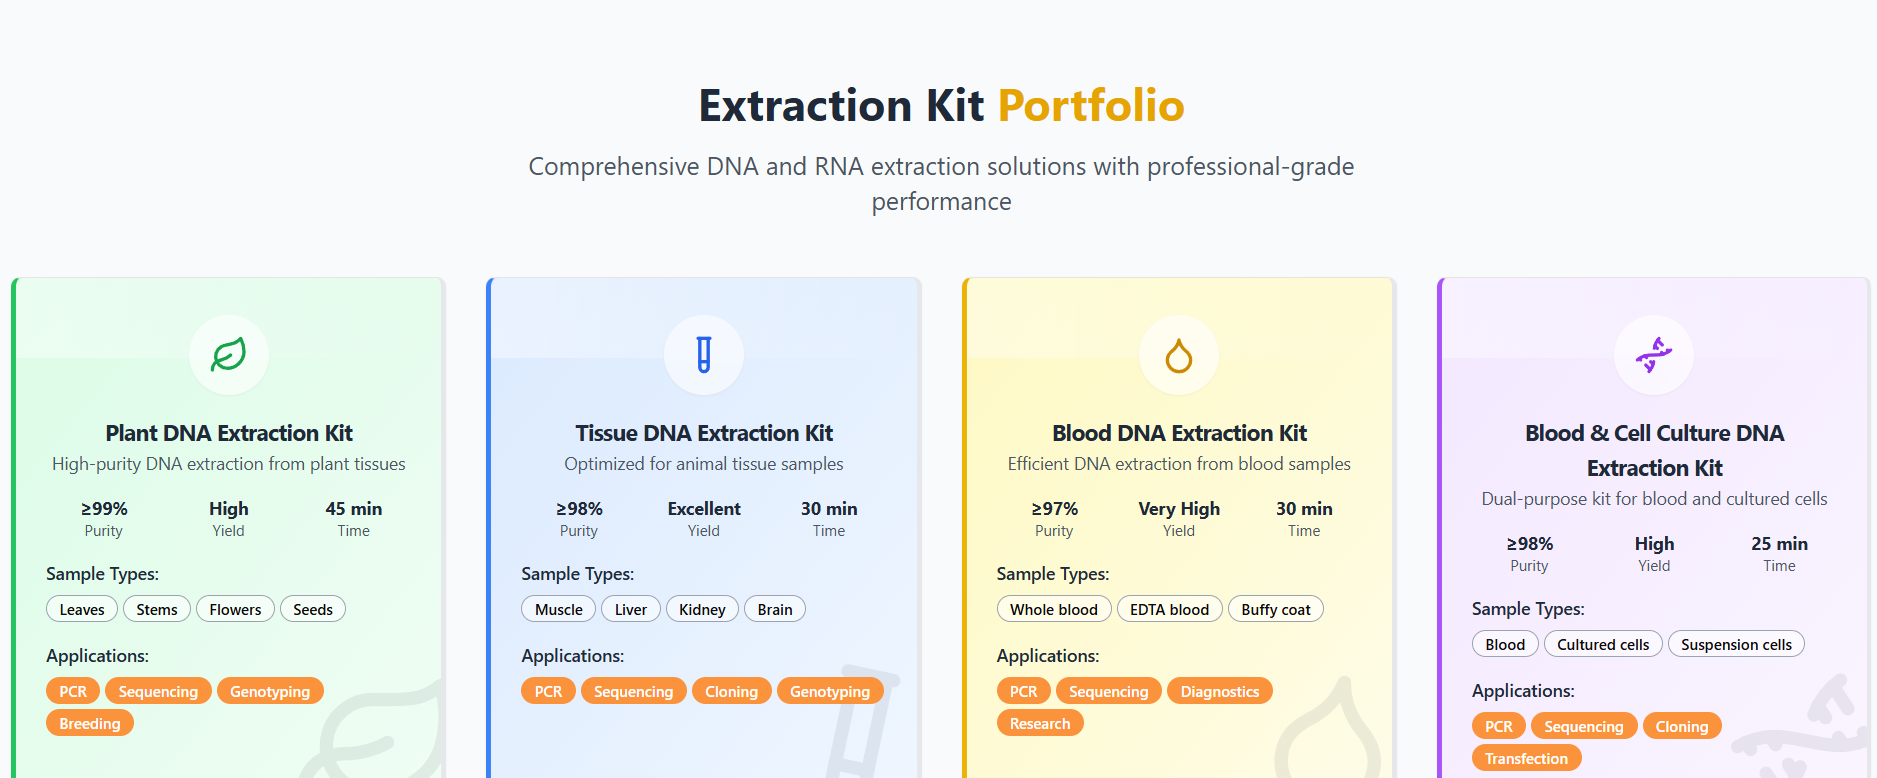 Extraction Kit Portfolio
Comprehensive DNA and RNA extraction solutions with professional-grade
performance
Plant DNA Extraction Kit
High-purity DNA extraction from plant tissues
≥99% High 45 min
Purity Yield Time
Sample Types:
Leaves Stems Flowers Seeds
Applications:
PCR Sequencing Genotyping
Breeding
Tissue DNA Extraction Kit
Optimized for animal tissue samples
≥98% Excellent 30 min
Purity Yield Time
Sample Types:
Muscle Liver Kidney Brain
Applications:
PCR Sequencing Cloning Genotyping
Blood DNA Extraction Kit
Efficient DNA extraction from blood samples
≥97% Very High 30 min
Purity Yield Time
Sample Types:
Whole blood EDTA blood Buffy coat
Applications:
PCR Sequencing Diagnostics
Research
Blood & Cell Culture DNA
Extraction Kit
Dual-purpose kit for blood and cultured cells
≥98% High 25 min
Purity Yield Time
Sample Types:
Blood Cultured cells Suspension cells
Applications:
PCR Sequencing Cloning
Transfection